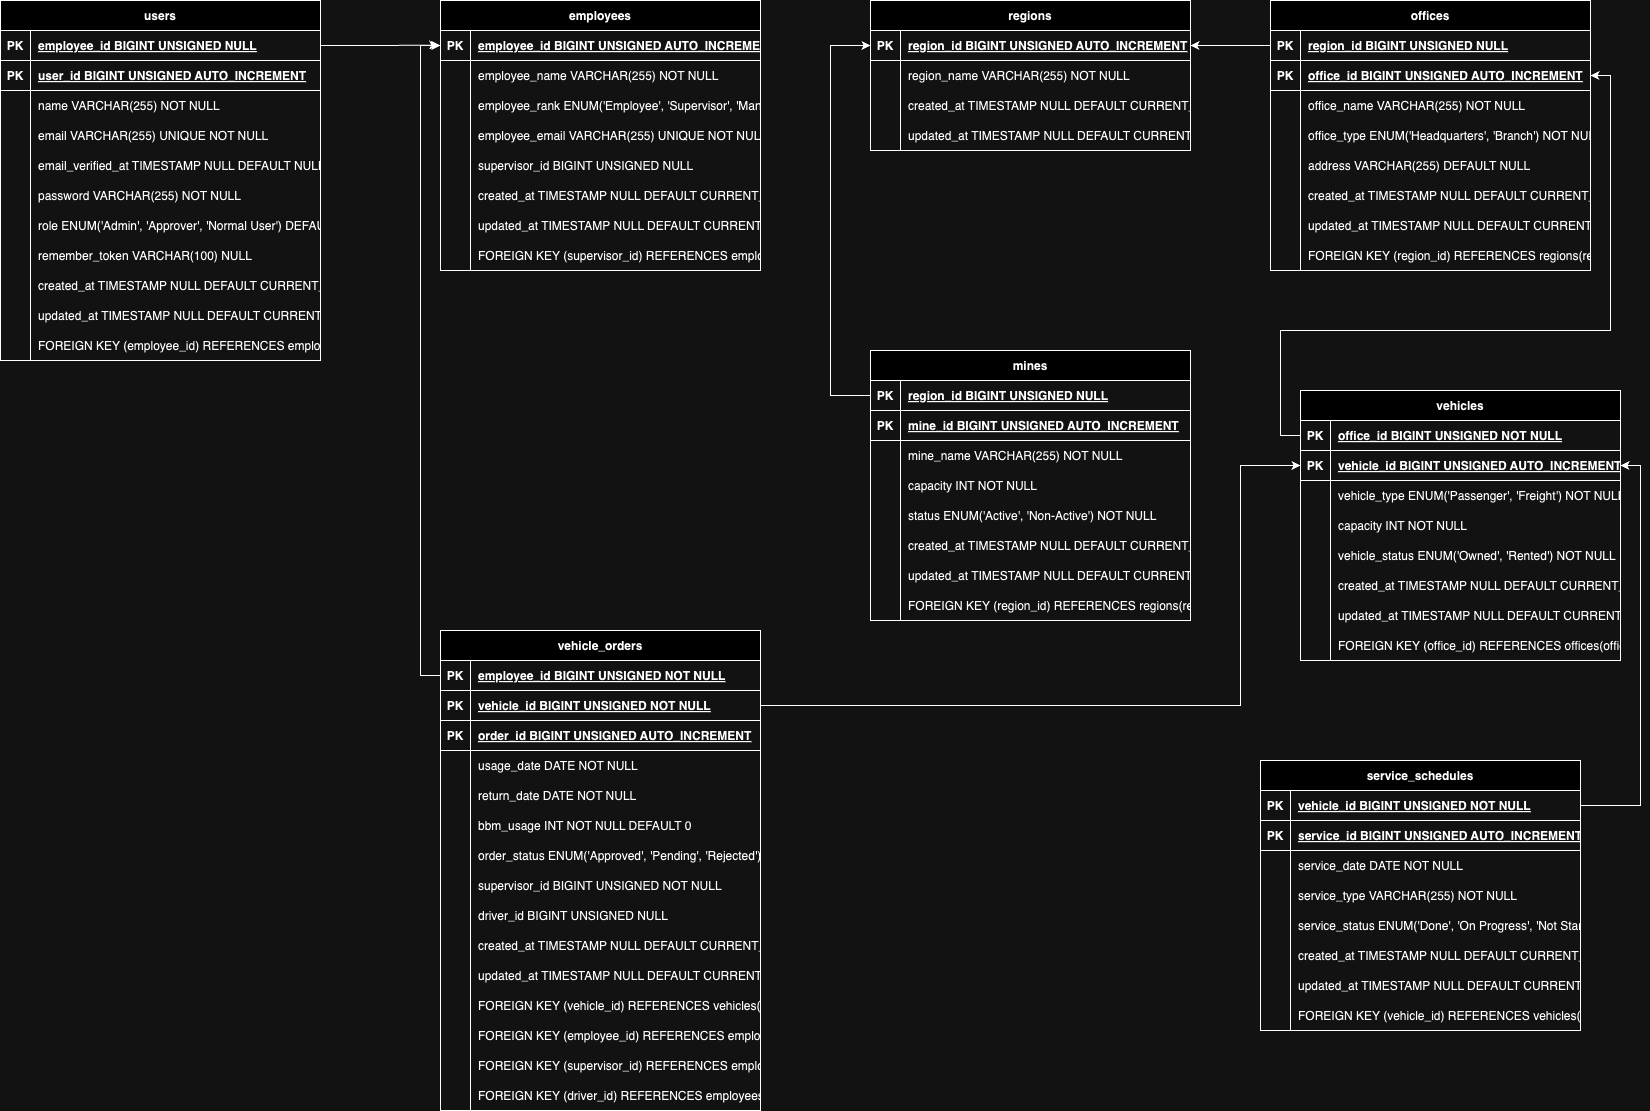 users
PK employee_id BIGINT UNSIGNED NULL
PK user_id BIGINT UNSIGNED AUTO_INCREMENT
name VARCHAR(255) NOT NULL
email VARCHAR(255) UNIQUE NOT NULL
email_verified_at TIMESTAMP NULL DEFAULT NULL
password VARCHAR(255) NOT NULL
role ENUM('Admin', 'Approver', 'Normal User') DEFAU
remember_token VARCHAR(100) NULL
created_at TIMESTAMP NULL DEFAULT CURRENT_
updated_at TIMESTAMP NULL DEFAULT CURRENT
FOREIGN KEY (employee_id) REFERENCES emplo
employees
PK employee_id BIGINT UNSIGNED AUTO_INCREME
employee_name VARCHAR(255) NOT NULL
employee_rank ENUM('Employee', 'Supervisor', 'Man
employee_email VARCHAR(255) UNIQUE NOT NUL
supervisor_id BIGINT UNSIGNED NULL
created_at TIMESTAMP NULL DEFAULT CURRENT_
updated_at TIMESTAMP NULL DEFAULT CURRENT
FOREIGN KEY (supervisor_id) REFERENCES emplo
regions
PK region_id BIGINT UNSIGNED AUTO_INCREMENT
region_name VARCHAR(255) NOT NULL
created_at TIMESTAMP NULL DEFAULT CURRENT_
updated_at TIMESTAMP NULL DEFAULT CURRENT
offices
PK region_id BIGINT UNSIGNED NULL
PK office_id BIGINT UNSIGNED AUTO_INCREMENT
office_name VARCHAR(255) NOT NULL
office_type ENUM('Headquarters', 'Branch') NOT NUL
address VARCHAR(255) DEFAULT NULL
created_at TIMESTAMP NULL DEFAULT CURRENT_
updated_at TIMESTAMP NULL DEFAULT CURRENT
FOREIGN KEY (region_id) REFERENCES regions(re
mines
PK region_id BIGINT UNSIGNED NULL
PK mine_id BIGINT UNSIGNED AUTO_INCREMENT
mine_name VARCHAR(255) NOT NULL
capacity INT NOT NULL
status ENUM('Active', 'Non-Active') NOT NULL
created_at TIMESTAMP NULL DEFAULT CURRENT_
updated_at TIMESTAMP NULL DEFAULT CURRENT
FOREIGN KEY (region_id) REFERENCES regions(re
vehicles
PK office_id BIGINT UNSIGNED NOT NULL
PK vehicle_id BIGINT UNSIGNED AUTO_INCREMENT
vehicle_type ENUM('Passenger', 'Freight') NOT NULL
capacity INT NOT NULL
vehicle_status ENUM('Owned', 'Rented') NOT NULL
created_at TIMESTAMP NULL DEFAULT CURRENT_
updated_at TIMESTAMP NULL DEFAULT CURRENT
FOREIGN KEY (office_id) REFERENCES offices(offi
vehicle_orders
PK employee_id BIGINT UNSIGNED NOT NULL
PK vehicle_id BIGINT UNSIGNED NOT NULL
PK order_id BIGINT UNSIGNED AUTO_INCREMENT
usage_date DATE NOT NULL
return_date DATE NOT NULL
bbm_usage INT NOT NULL DEFAULT 0
order_status ENUM('Approved', 'Pending', 'Rejected')
supervisor_id BIGINT UNSIGNED NOT NULL
driver_id BIGINT UNSIGNED NULL
created_at TIMESTAMP NULL DEFAULT CURRENT_
updated_at TIMESTAMP NULL DEFAULT CURRENT
FOREIGN KEY (vehicle_id) REFERENCES vehicles(
FOREIGN KEY (employee_id) REFERENCES emplo
FOREIGN KEY (supervisor_id) REFERENCES emplo
FOREIGN KEY (driver_id) REFERENCES employees
service_schedules
PK vehicle_id BIGINT UNSIGNED NOT NULL
PK service_id BIGINT UNSIGNED AUTO_INCREMENT
service_date DATE NOT NULL
service_type VARCHAR(255) NOT NULL
service_status ENUM('Done', 'On Progress', 'Not Star
created_at TIMESTAMP NULL DEFAULT CURRENT_
updated_at TIMESTAMP NULL DEFAULT CURRENT
FOREIGN KEY (vehicle_id) REFERENCES vehicles(